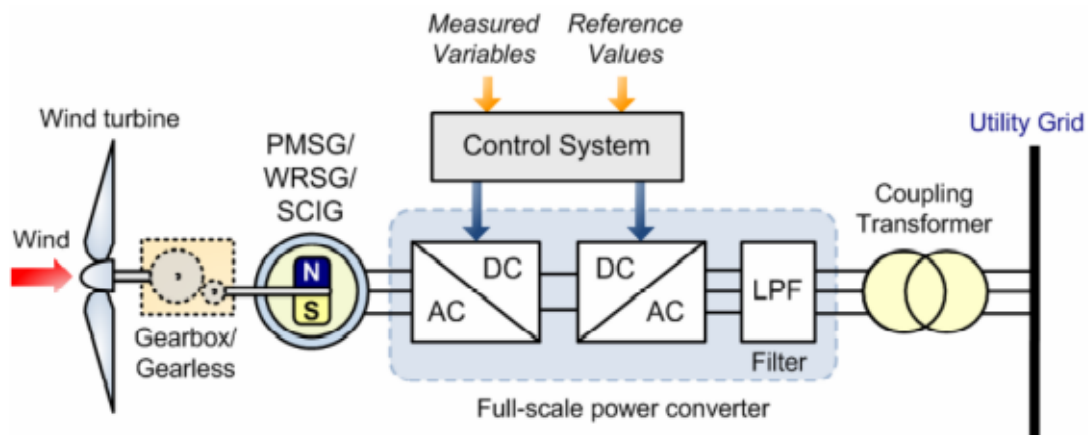 Measured
Variables
Reference
Values
Wind turbine
Control System
Utility Grid
PMSG/
WRSG/
SCIG
Coupling
Transformer
Wind
N
S
DC
AC
DC
AC
LPF
Gearbox/
Gearless
Filter
Full-scale power converter